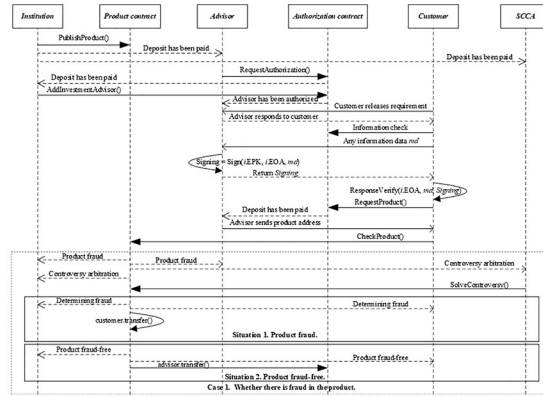 Institution Product contract Advisor Authorization contract Customer SCCA
PublishProduct()
Deposit has been paid
Deposit has been paid
RequestAuthorization()
Deposit has been paid
AddInvestmentAdvisor()
Advisor has been authorized
Customer releases requirement
Advisor responds to customer
Information check
Any information data md
Signing = Sign(i.EPK, i.EOA, md)
Return Signing
ResponseVerify(i.EOA, md, Signing)
RequestProduct()
Deposit has been paid
Advisor sends product address
CheckProduct()
Product fraud
Product fraud
Controversy arbitration
Controversy arbitration
SolveControversy()
Determining fraud
Determining fraud
customer.transfer()
Situation 1. Product fraud.
Product fraud-free
Product fraud-free
advisor.transfer()
Situation 2. Product fraud-free.
Case 1. Whether there is fraud in the product.